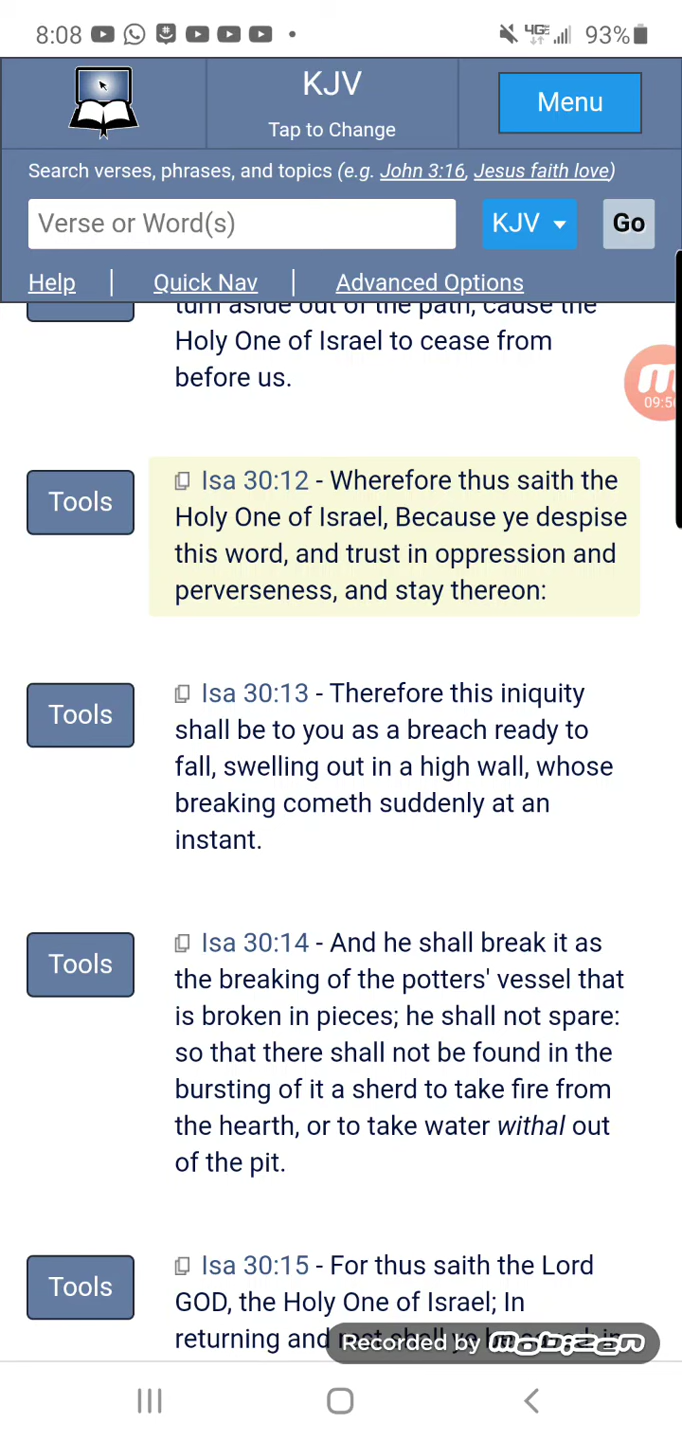 8:08
4GE 93%
KJV
Tap to Change
Menu
Search verses, phrases, and topics (e.g. John 3:16, Jesus faith love)
Verse or Word(s)
KJV
Go
Help | Quick Nav | Advanced Options
turn aside out of the path, cause the
Holy One of Israel to cease from
before us.
09:5
Tools
Isa 30:12 - Wherefore thus saith the
Holy One of Israel, Because ye despise
this word, and trust in oppression and
perverseness, and stay thereon:
Tools
Isa 30:13 - Therefore this iniquity
shall be to you as a breach ready to
fall, swelling out in a high wall, whose
breaking cometh suddenly at an
instant.
Tools
Isa 30:14 - And he shall break it as
the breaking of the potters' vessel that
is broken in pieces; he shall not spare:
so that there shall not be found in the
bursting of it a sherd to take fire from
the hearth, or to take water withal out
of the pit.
Tools
Isa 30:15 - For thus saith the Lord
GOD, the Holy One of Israel; In
returning and rest shall ye be saved; in
Recorded by mobizen